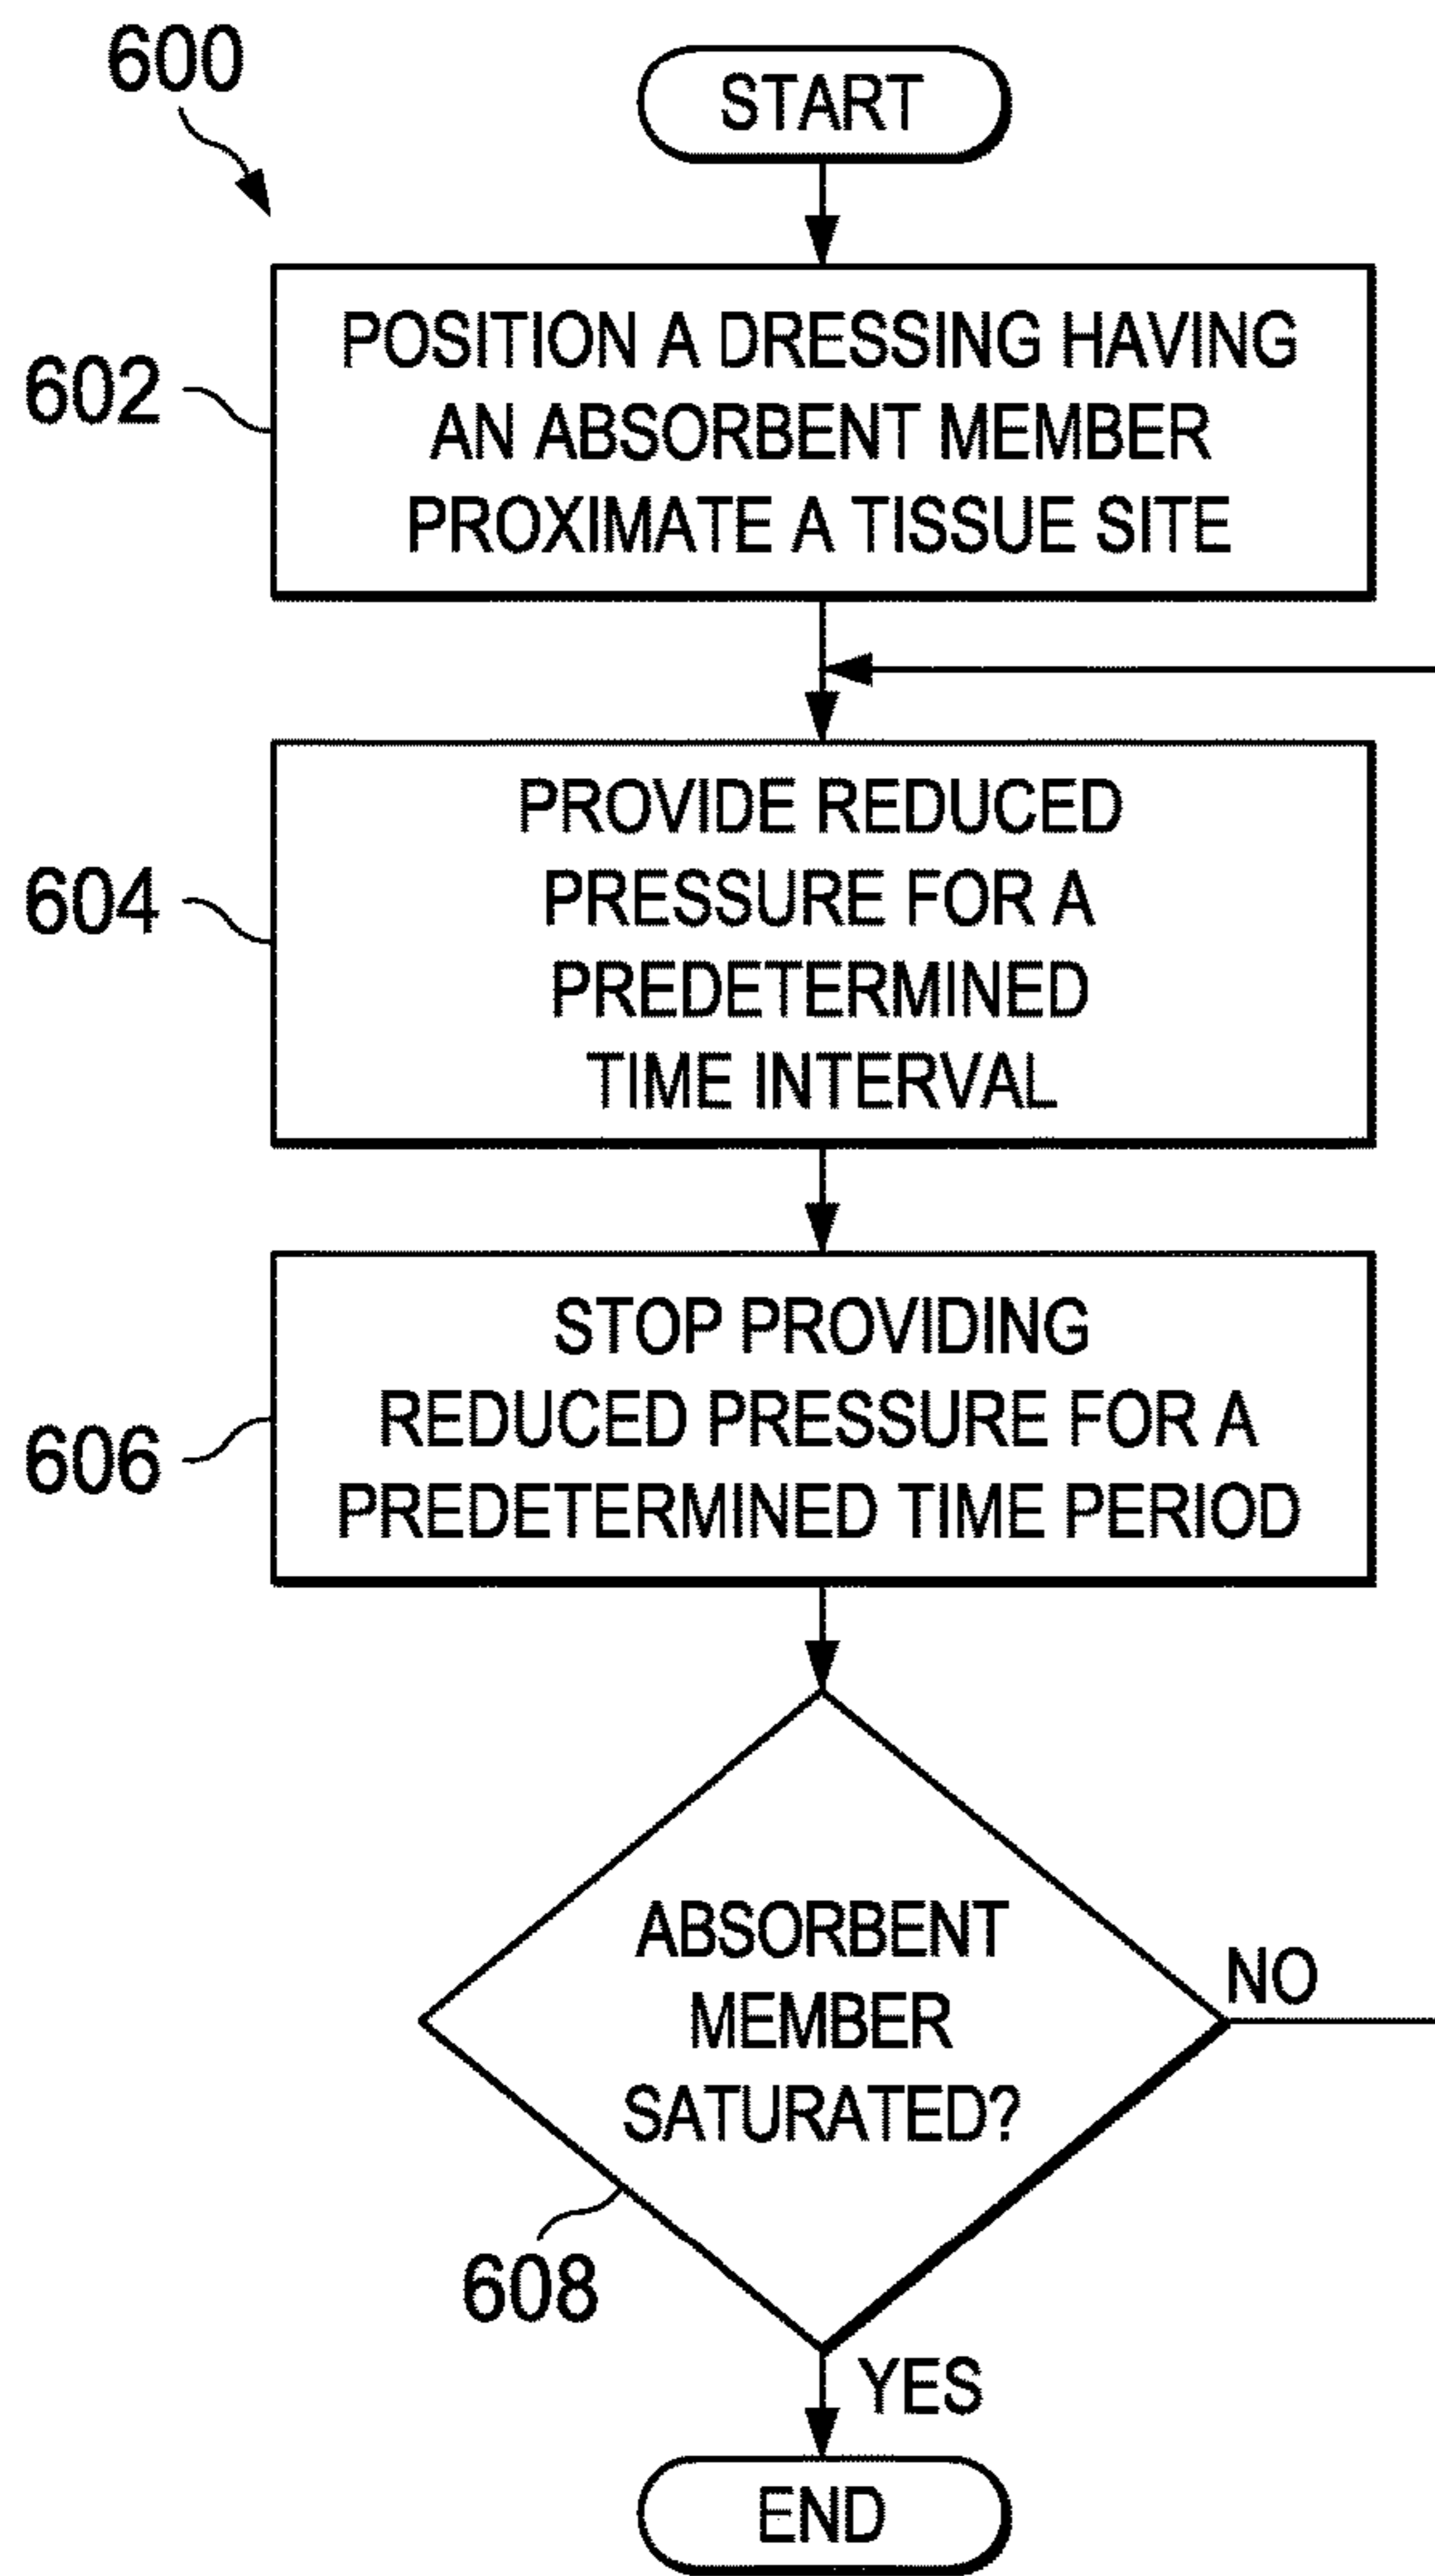 600
START
602
POSITION A DRESSING HAVING
AN ABSORBENT MEMBER
PROXIMATE A TISSUE SITE
604
PROVIDE REDUCED
PRESSURE FOR A
PREDETERMINED
TIME INTERVAL
606
STOP PROVIDING
REDUCED PRESSURE FOR A
PREDETERMINED TIME PERIOD
ABSORBENT
MEMBER
SATURATED?
NO
608
YES
END